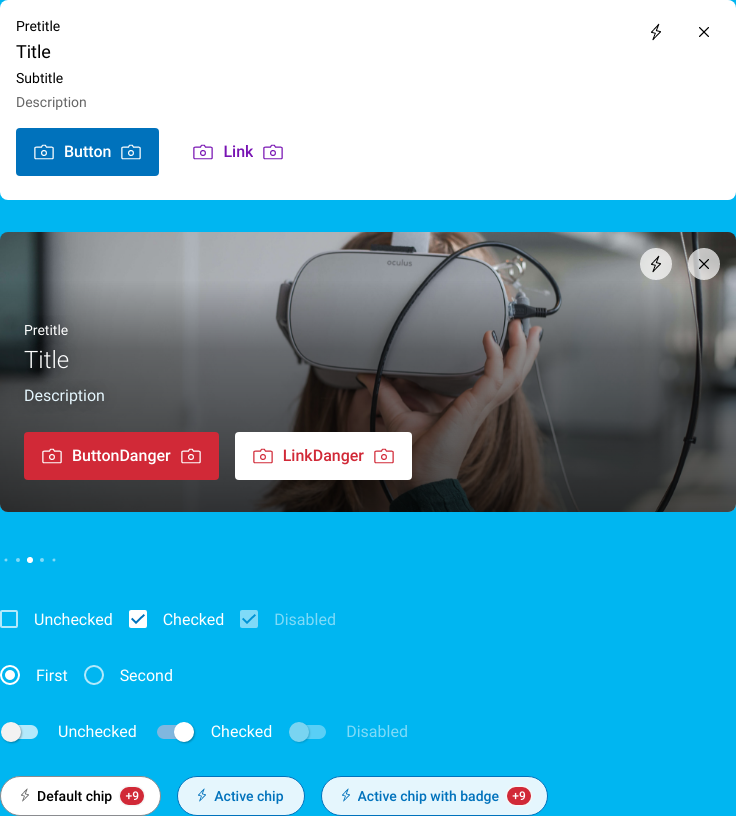 Pretitle
Title
Subtitle
Description
Button Link
oculus
Pretitle
Title
Description
ButtonDanger LinkDanger
Unchecked Checked Disabled
First Second
Unchecked Checked Disabled
Default chip +9 Active chip Active chip with badge +9